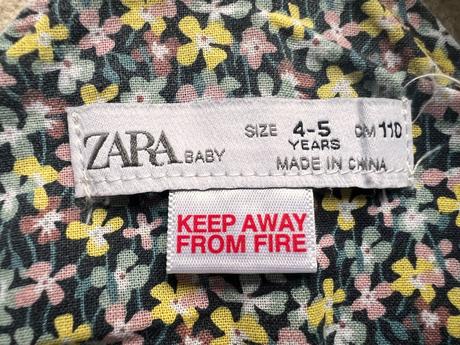 ZARA BABY SIZE 4-5 CM 110
YEARS
MADE IN CHINA
KEEP AWAY
FROM FIRE